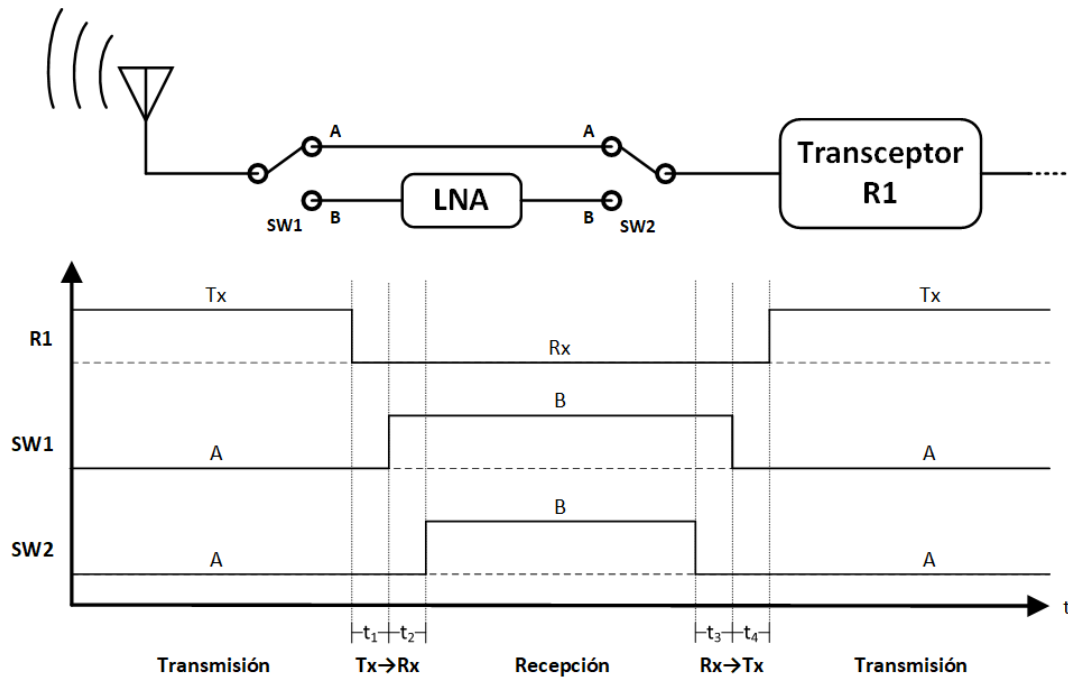 A
A
Transceptor
R1
LNA
SW1
B
B
SW2
Tx
Tx
R1
Rx
B
SW1
A
A
B
SW2
A
A
t
t₁
t₂
t₃
t₄
Transmisión
Tx→Rx
Recepción
Rx→Tx
Transmisión